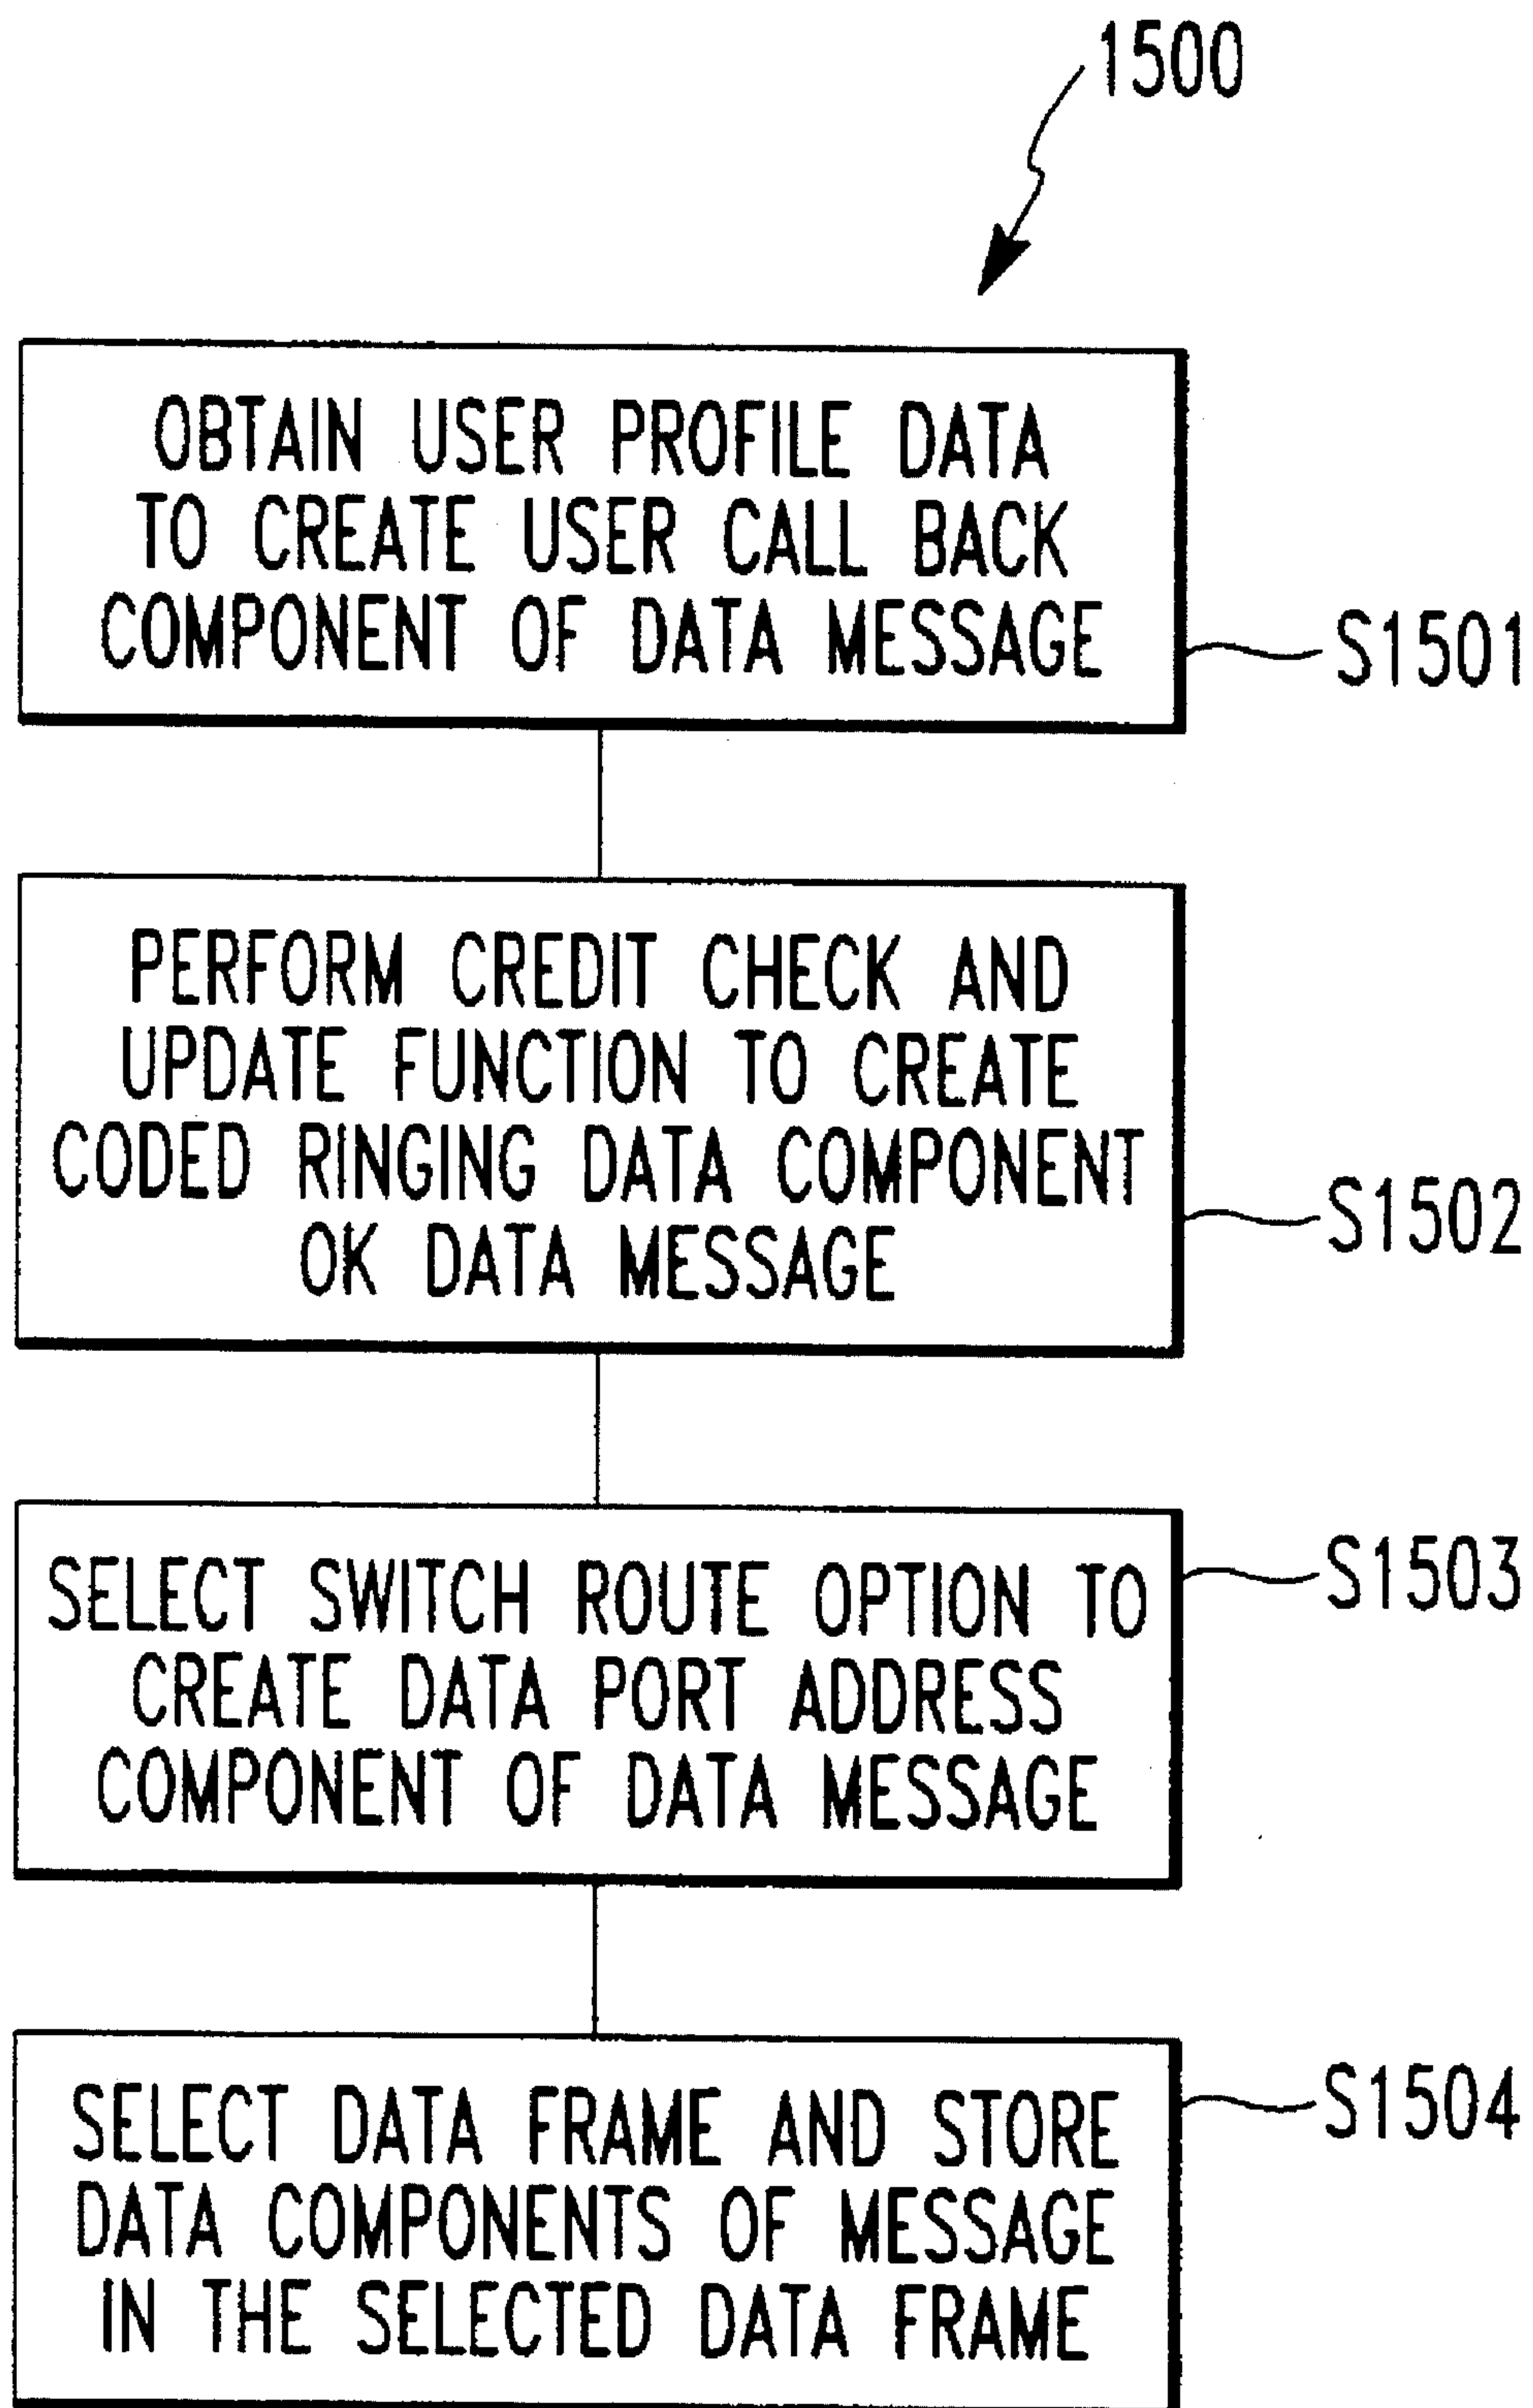 1500
OBTAIN USER PROFILE DATA
TO CREATE USER CALL BACK
COMPONENT OF DATA MESSAGE
S1501
PERFORM CREDIT CHECK AND
UPDATE FUNCTION TO CREATE
CODED RINGING DATA COMPONENT
OK DATA MESSAGE
S1502
SELECT SWITCH ROUTE OPTION TO
CREATE DATA PORT ADDRESS
COMPONENT OF DATA MESSAGE
S1503
SELECT DATA FRAME AND STORE
DATA COMPONENTS OF MESSAGE
IN THE SELECTED DATA FRAME
S1504